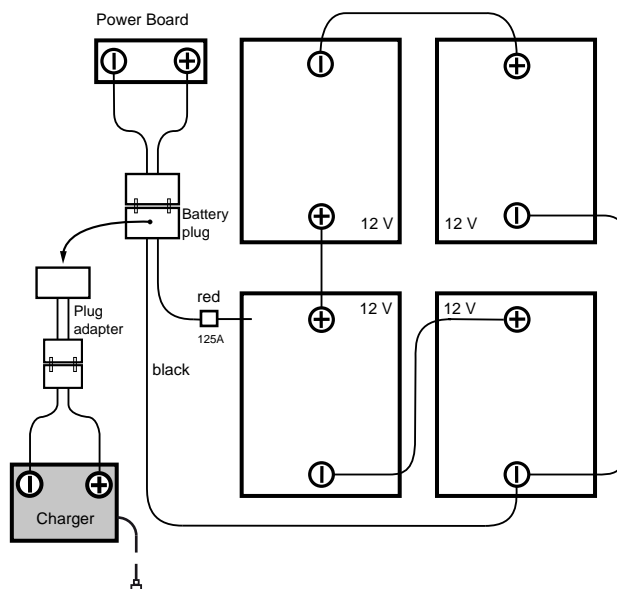 Power Board
12 V
12 V
Battery
plug
red
125A
12 V
12 V
Plug
adapter
black
Charger